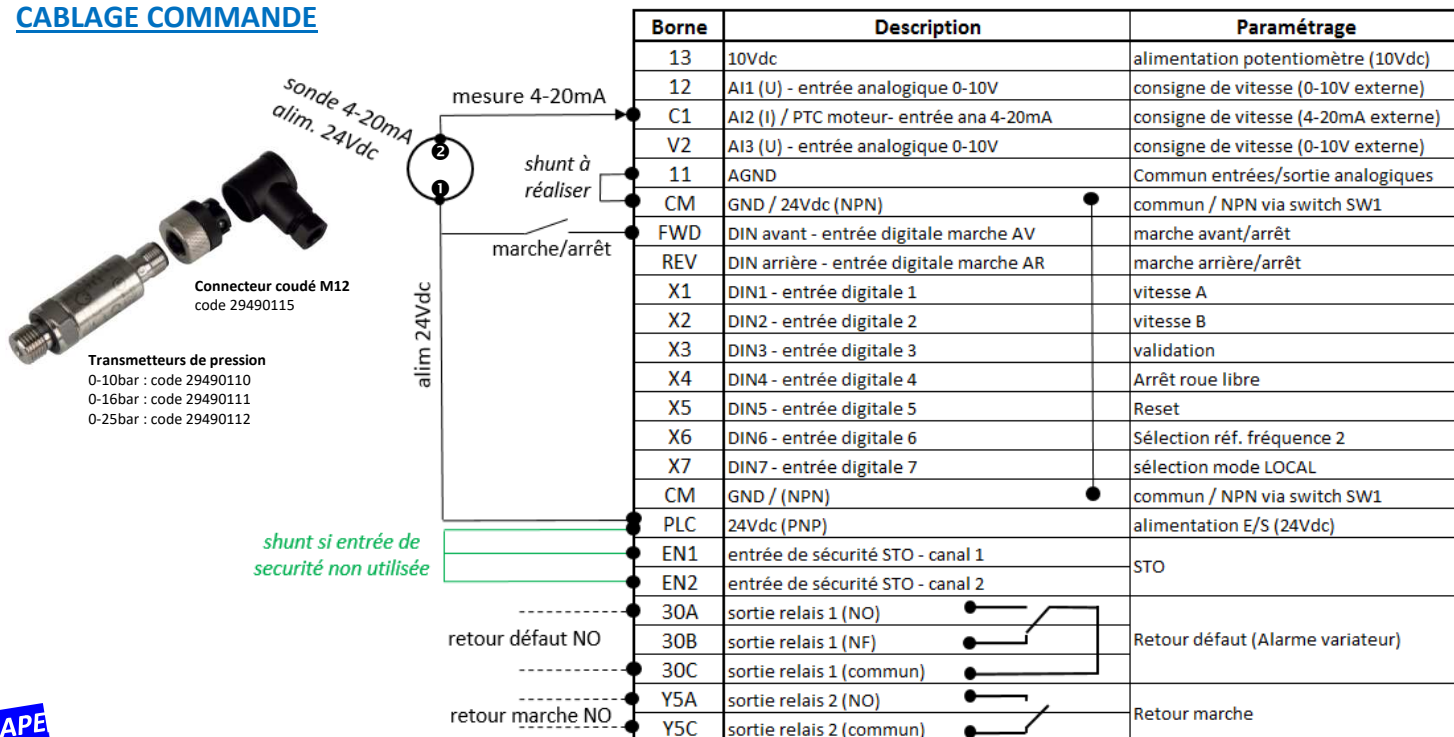 CABLAGE COMMANDE
sonde 4-20mA
alim. 24Vdc
mesure 4-20mA
2
1
shunt à
réaliser
marche/arrêt
alim 24Vdc
Connecteur coudé M12
code 29490115
Transmetteurs de pression
0-10bar : code 29490110
0-16bar : code 29490111
0-25bar : code 29490112
shunt si entrée de
securité non utilisée
retour défaut NO
retour marche NO
APE
Borne Description Paramétrage
13 10Vdc alimentation potentiomètre (10Vdc)
12 AI1 (U) - entrée analogique 0-10V consigne de vitesse (0-10V externe)
C1 AI2 (I) / PTC moteur- entrée ana 4-20mA consigne de vitesse (4-20mA externe)
V2 AI3 (U) - entrée analogique 0-10V consigne de vitesse (0-10V externe)
11 AGND Commun entrées/sortie analogiques
CM GND / 24Vdc (NPN) commun / NPN via switch SW1
FWD DIN avant - entrée digitale marche AV marche avant/arrêt
REV DIN arrière - entrée digitale marche AR marche arrière/arrêt
X1 DIN1 - entrée digitale 1 vitesse A
X2 DIN2 - entrée digitale 2 vitesse B
X3 DIN3 - entrée digitale 3 validation
X4 DIN4 - entrée digitale 4 Arrêt roue libre
X5 DIN5 - entrée digitale 5 Reset
X6 DIN6 - entrée digitale 6 Sélection réf. fréquence 2
X7 DIN7 - entrée digitale 7 sélection mode LOCAL
CM GND / (NPN) commun / NPN via switch SW1
PLC 24Vdc (PNP) alimentation E/S (24Vdc)
EN1 entrée de sécurité STO - canal 1 STO
EN2 entrée de sécurité STO - canal 2
30A sortie relais 1 (NO)
30B sortie relais 1 (NF) Retour défaut (Alarme variateur)
30C sortie relais 1 (commun)
Y5A sortie relais 2 (NO) Retour marche
Y5C sortie relais 2 (commun)